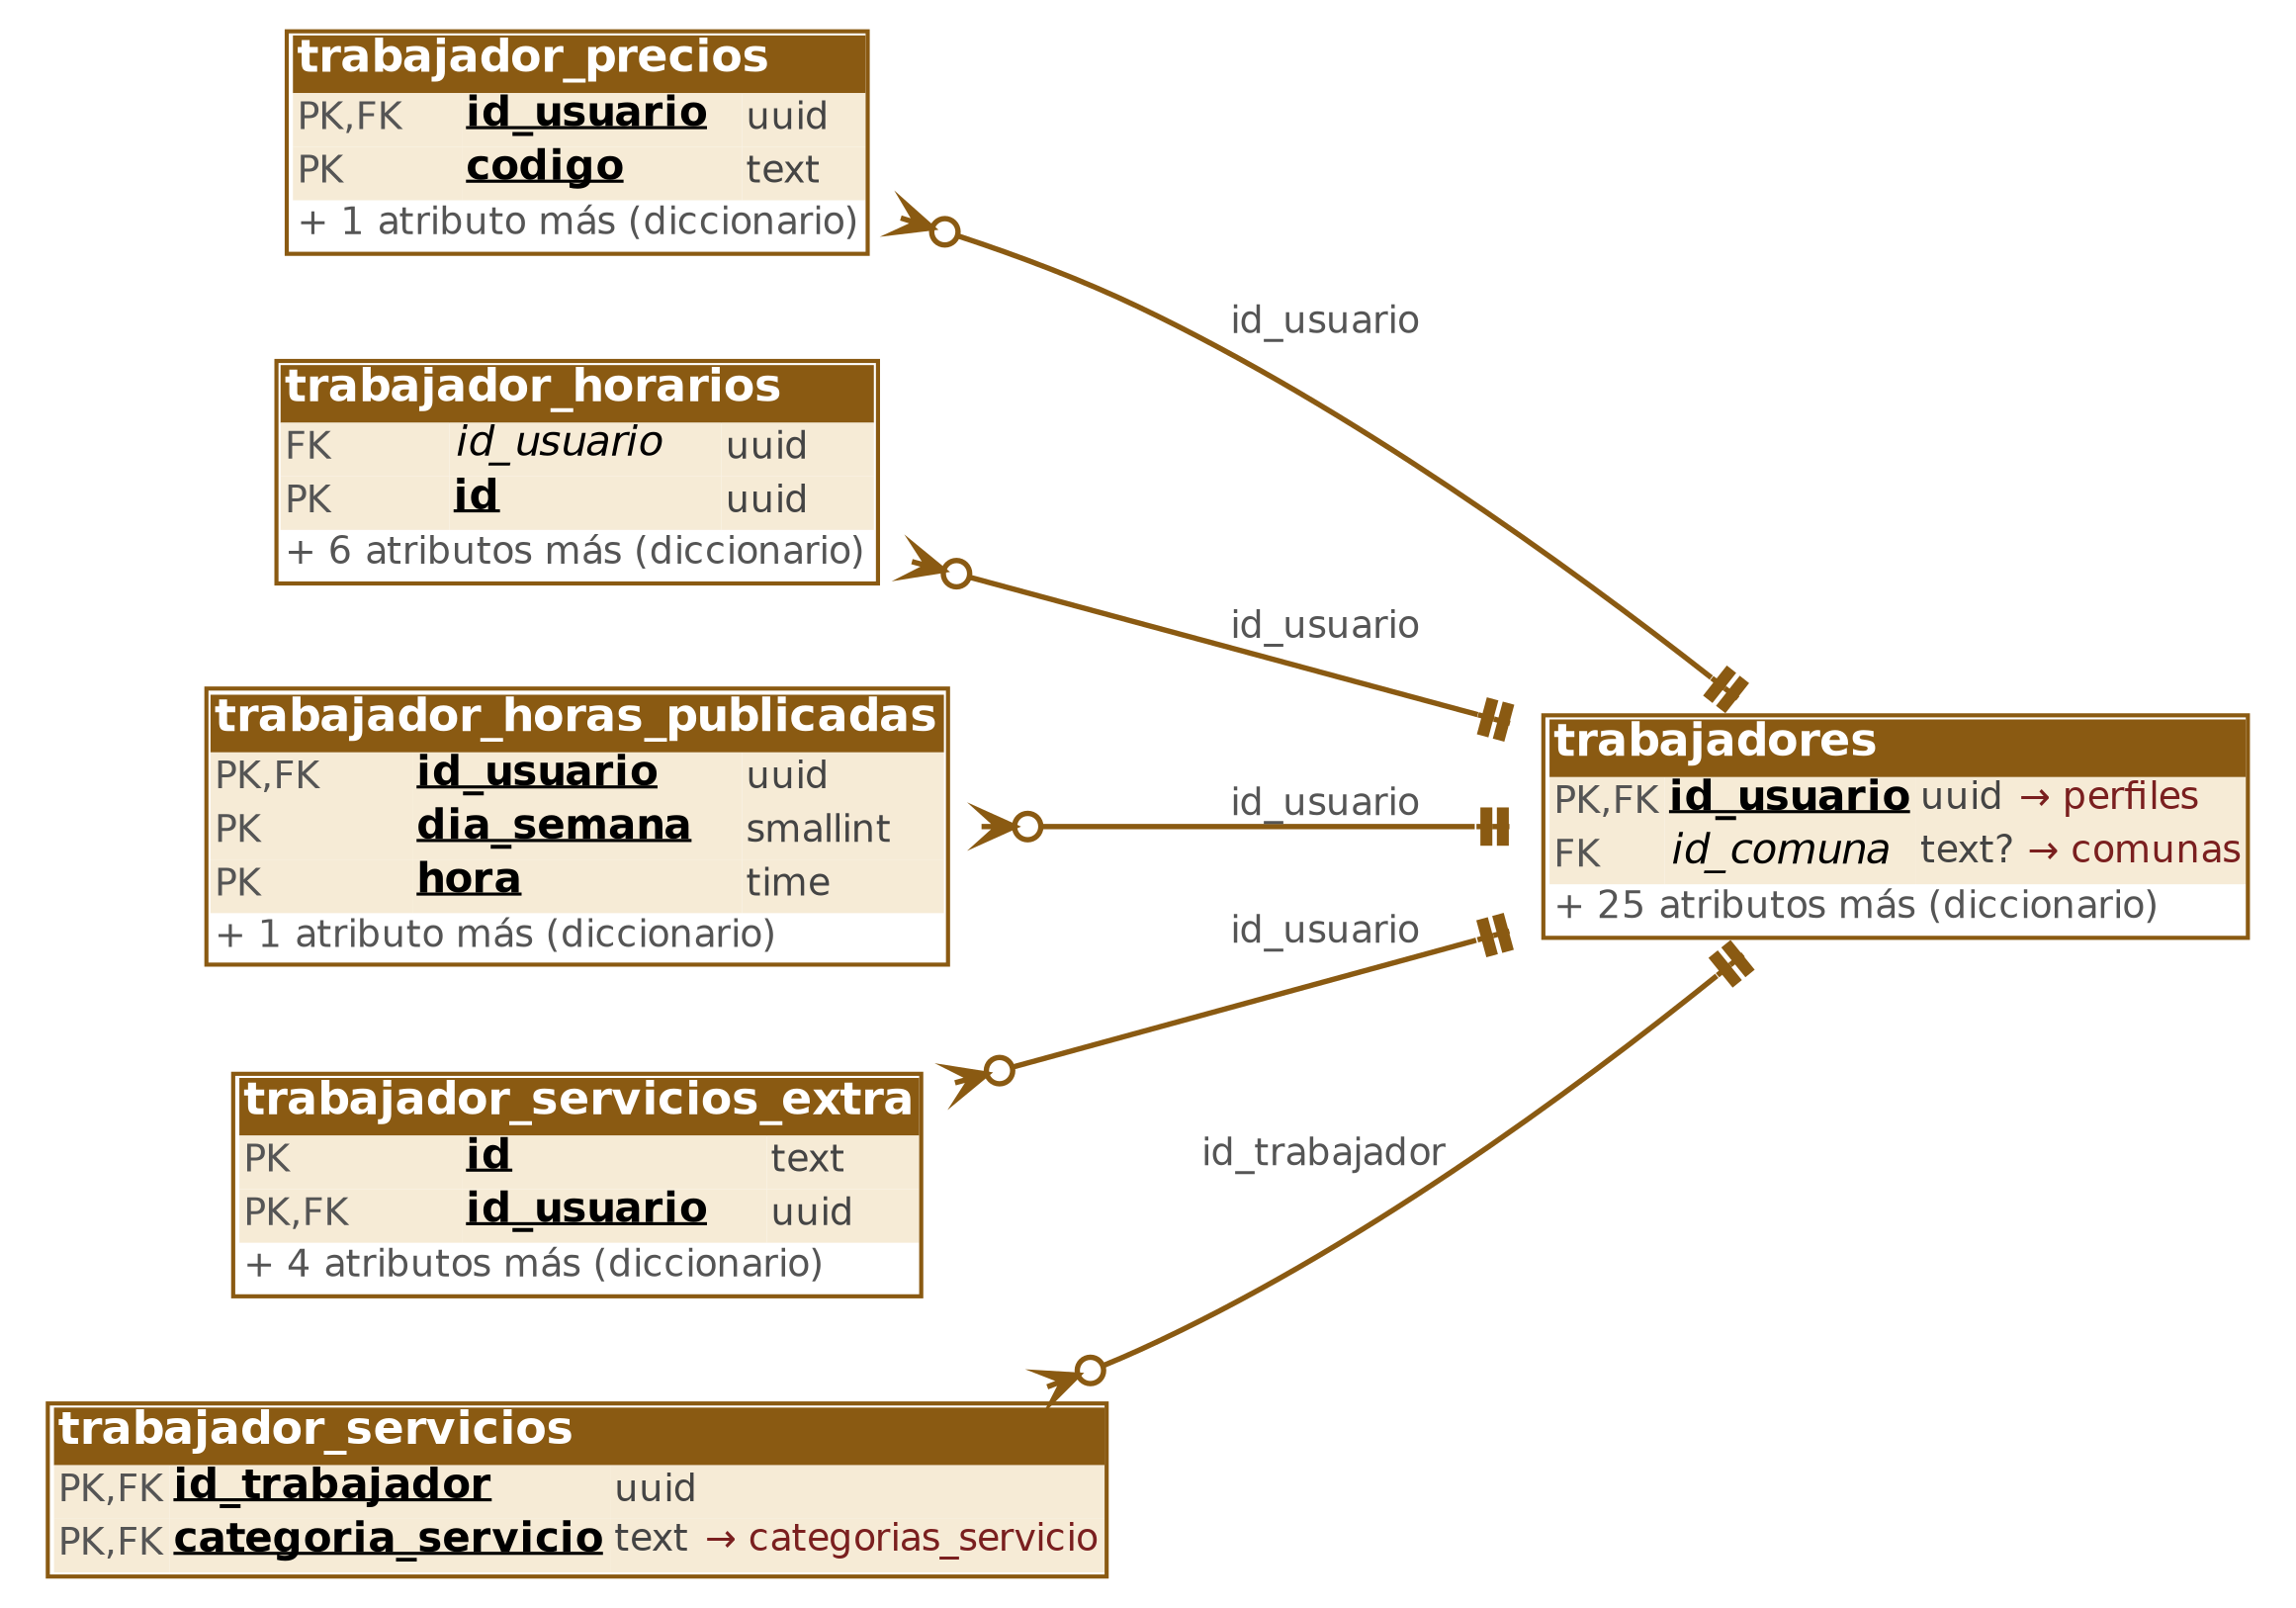 trabajador_precios
PK,FK id_usuario uuid
PK codigo text
+ 1 atributo más (diccionario)
id_usuario
trabajador_horarios
FK id_usuario uuid
PK id uuid
+ 6 atributos más (diccionario)
id_usuario
trabajador_horas_publicadas
PK,FK id_usuario uuid
PK dia_semana smallint
PK hora time
+ 1 atributo más (diccionario)
id_usuario
trabajadores
PK,FK id_usuario uuid → perfiles
FK id_comuna text? → comunas
+ 25 atributos más (diccionario)
id_usuario
trabajador_servicios_extra
PK id text
PK,FK id_usuario uuid
+ 4 atributos más (diccionario)
id_trabajador
trabajador_servicios
PK,FK id_trabajador uuid
PK,FK categoria_servicio text → categorias_servicio